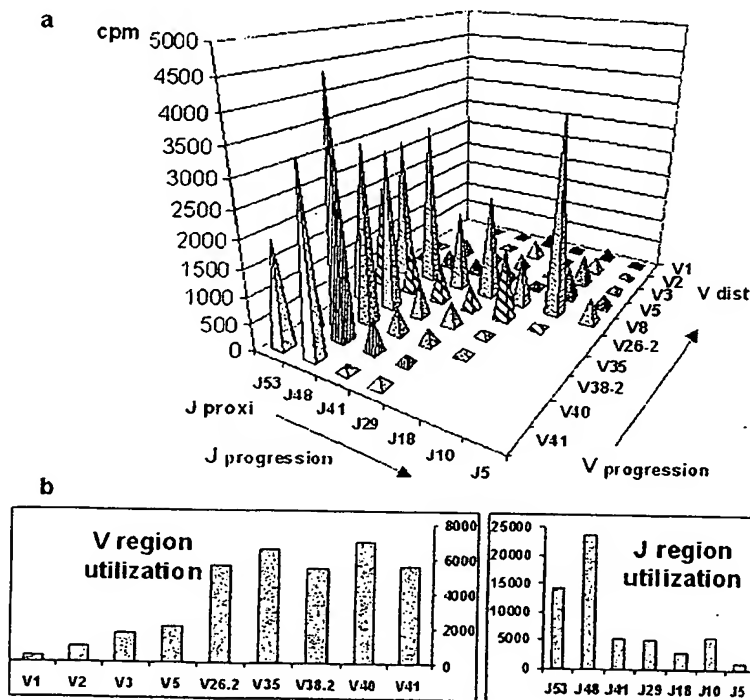 a
cpm
5000
4500
4000
3500
3000
2500
2000
1500
1000
500
0
J53
J48
J41
J29
J18
J10
J5
J proxi
J progression
V1
V2
V3
V5
V8
V26-2
V35
V38-2
V40
V41
V dist
V progression
b
V region
utilization
8000
6000
4000
2000
0
V1 V2 V3 V5 V26.2 V35 V38.2 V40 V41
J region
utilization
25000
20000
15000
10000
5000
0
J53 J48 J41 J29 J18 J10 J5